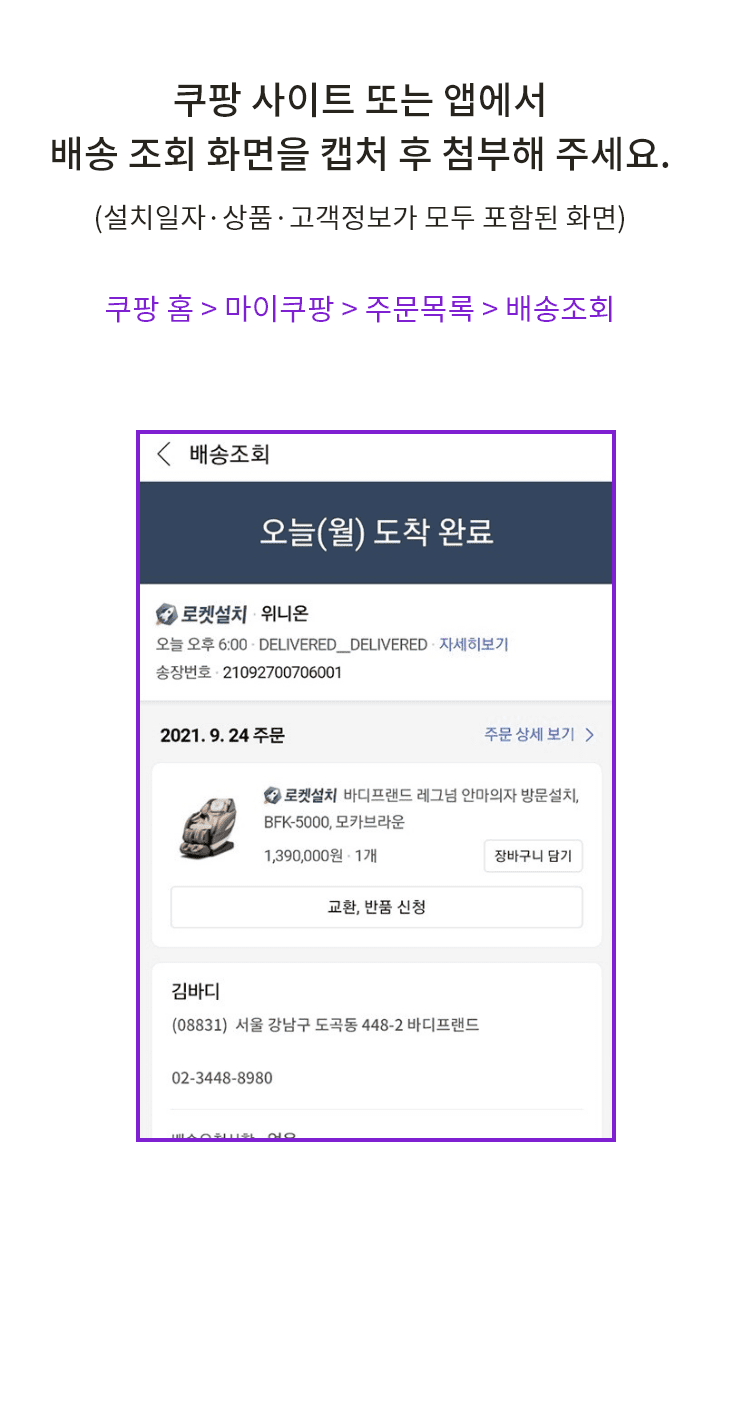 쿠팡 사이트 또는 앱에서
배송 조회 화면을 캡처 후 첨부해 주세요.
(설치일자·상품·고객정보가 모두 포함된 화면)
쿠팡 홈 > 마이쿠팡 > 주문목록 > 배송조회
배송조회
오늘(월) 도착 완료
로켓설치 · 위니온
오늘 오후 6:00 · DELIVERED__DELIVERED · 자세히보기
송장번호 · 21092700706001
2021. 9. 24 주문 주문 상세 보기 >
로켓설치 바디프랜드 레그넘 안마의자 방문설치,
BFK-5000, 모카브라운
1,390,000원 · 1개 장바구니 담기
교환, 반품 신청
김바디
(08831) 서울 강남구 도곡동 448-2 바디프랜드
02-3448-8980